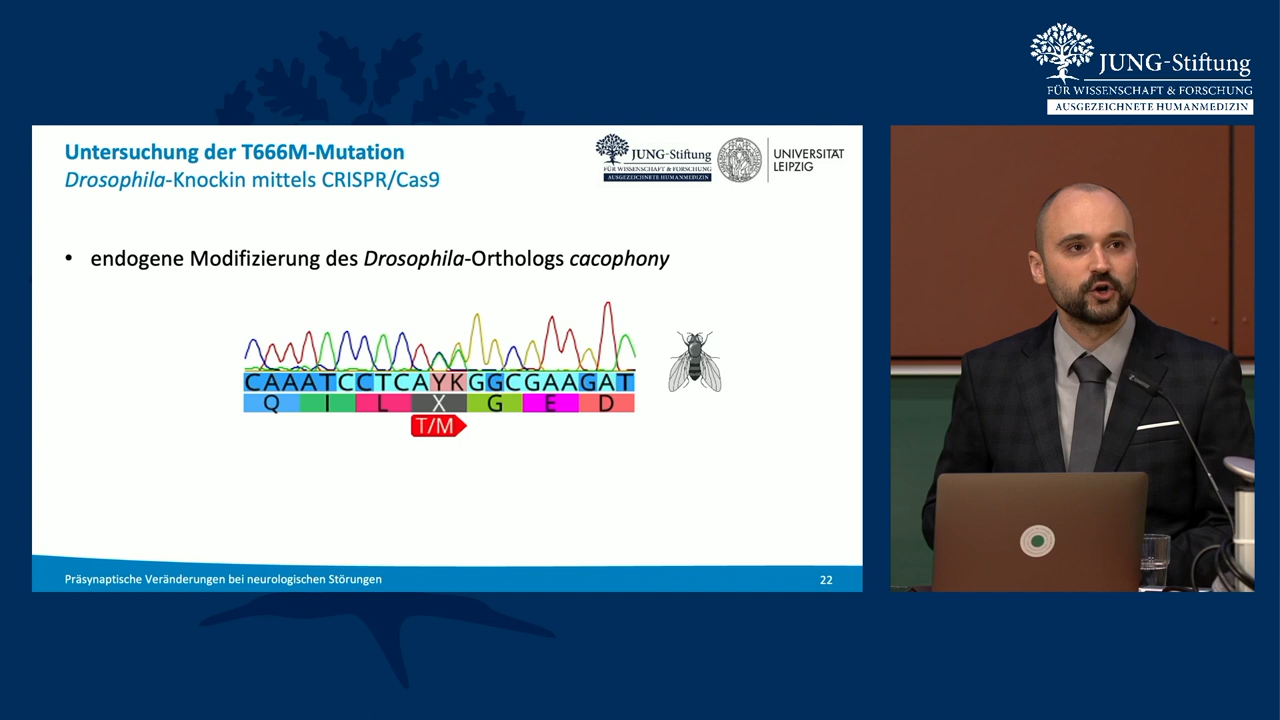 JUNG-Stiftung
FÜR WISSENSCHAFT & FORSCHUNG
AUSGEZEICHNETE HUMANMEDIZIN
Untersuchung der T666M-Mutation
Drosophila-Knockin mittels CRISPR/Cas9
JUNG-Stiftung
FÜR WISSENSCHAFT & FORSCHUNG
AUSGEZEICHNETE HUMANMEDIZIN
UNIVERSITÄT
LEIPZIG
• endogene Modifizierung des Drosophila-Orthologs cacophony
CAAATCCTCAYKGGCGAAGAT
Q I L X G E D
T/M
Präsynaptische Veränderungen bei neurologischen Störungen
22